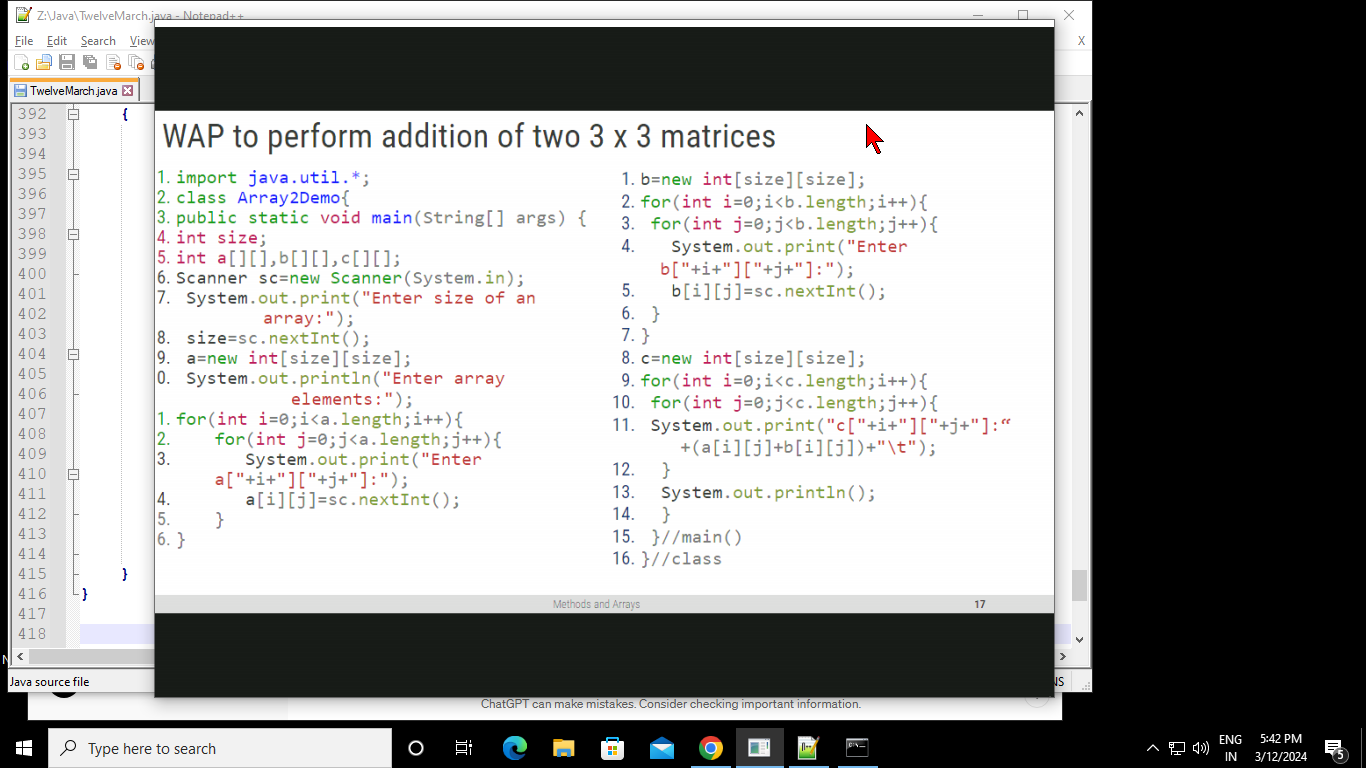 Z:\Java\TwelveMarch.java - Notepad++
File Edit Search View
X
TwelveMarch.java
392 {
393
394
395
396
397
398
399
400
401
402
403
404
405
406
407
408
409
410
411
412
413
414
415 }
416 }
417
418
WAP to perform addition of two 3 x 3 matrices
1. import java.util.*;
2. class Array2Demo{
3. public static void main(String[] args) {
4. int size;
5. int a[][],b[][],c[][];
6. Scanner sc=new Scanner(System.in);
7. System.out.print("Enter size of an
array:");
8. size=sc.nextInt();
9. a=new int[size][size];
0. System.out.println("Enter array
elements:");
1. for(int i=0;i<a.length;i++){
2. for(int j=0;j<a.length;j++){
3. System.out.print("Enter
a["+i+"]["+j+"]:");
4. a[i][j]=sc.nextInt();
5. }
6. }
1. b=new int[size][size];
2. for(int i=0;i<b.length;i++){
3. for(int j=0;j<b.length;j++){
4. System.out.print("Enter
b["+i+"]["+j+"]:");
5. b[i][j]=sc.nextInt();
6. }
7. }
8. c=new int[size][size];
9. for(int i=0;i<c.length;i++){
10. for(int j=0;j<c.length;j++){
11. System.out.print("c["+i+"]["+j+"]:“
+(a[i][j]+b[i][j])+"\t");
12. }
13. System.out.println();
14. }
15. }//main()
16. }//class
Methods and Arrays
17
Java source file
NS
ChatGPT can make mistakes. Consider checking important information.
Type here to search
ENG
IN
5:42 PM
3/12/2024
5